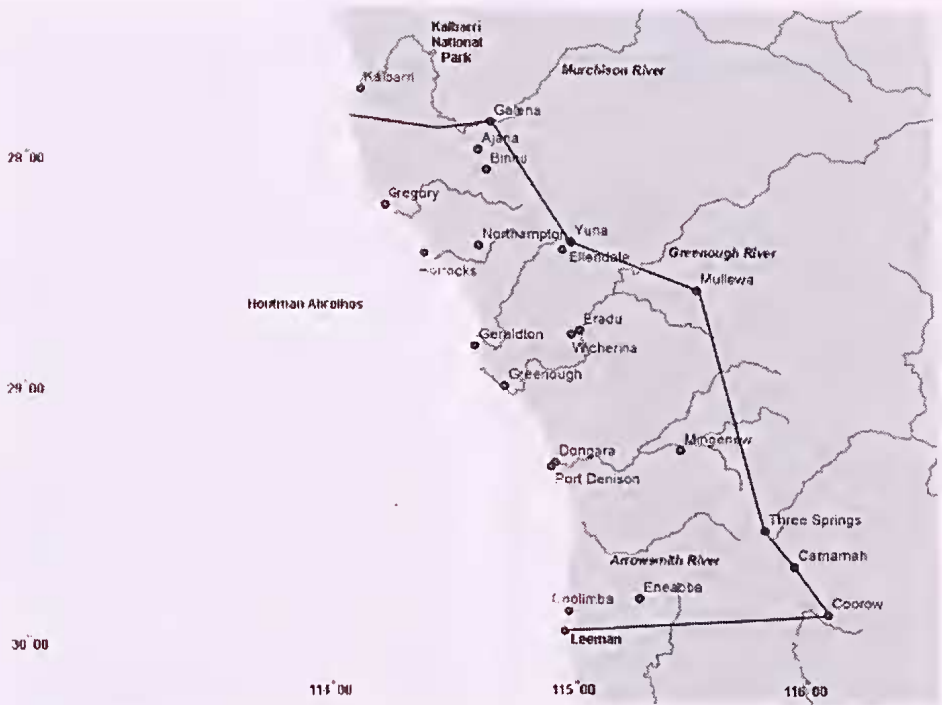 Kalbarri
National
Park
Kalbarri
Murchison River
Galena
Ajana
28°00
Binnu
Gregory
Northampton
Yuna
Ellendale
Greenough River
Horrocks
Mullewa
Houtman Abrolhos
Eradu
Geraldton
Wicherina
Greenough
29°00
Dongara
Mingenew
Port Denison
Three Springs
Arrowsmith River
Carnamah
Eneabba
Coolimba
Coorow
Leeman
30°00
114°00
115°00
116°00